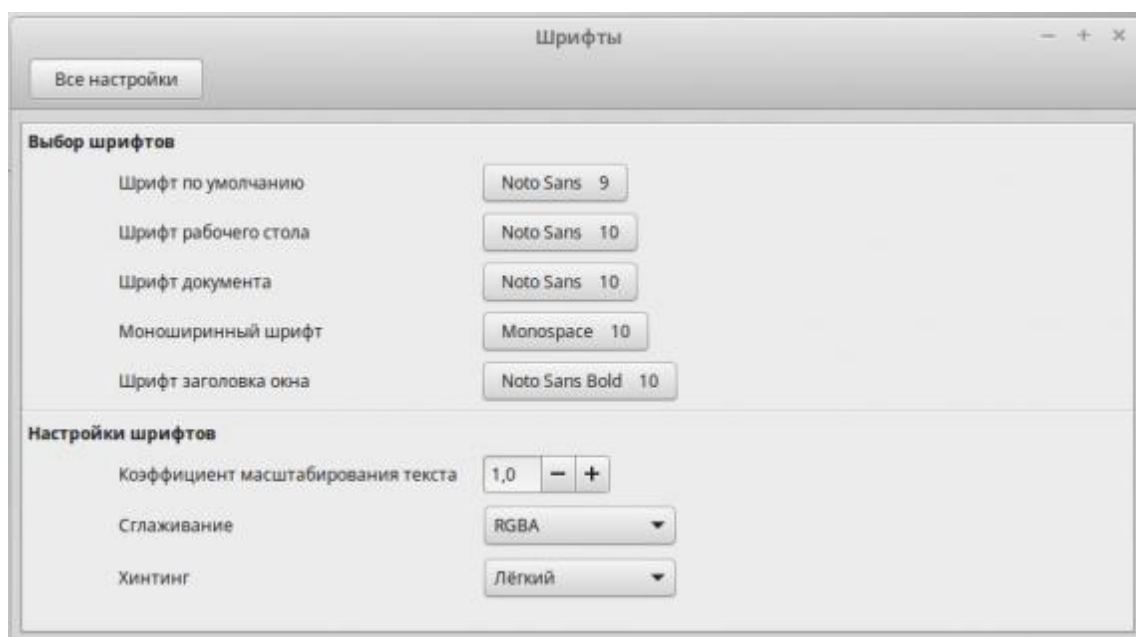 Шрифты
Все настройки
Выбор шрифтов
Шрифт по умолчанию Noto Sans 9
Шрифт рабочего стола Noto Sans 10
Шрифт документа Noto Sans 10
Моноширинный шрифт Monospace 10
Шрифт заголовка окна Noto Sans Bold 10
Настройки шрифтов
Коэффициент масштабирования текста 1,0 − +
Сглаживание RGBA
Хинтинг Лёгкий